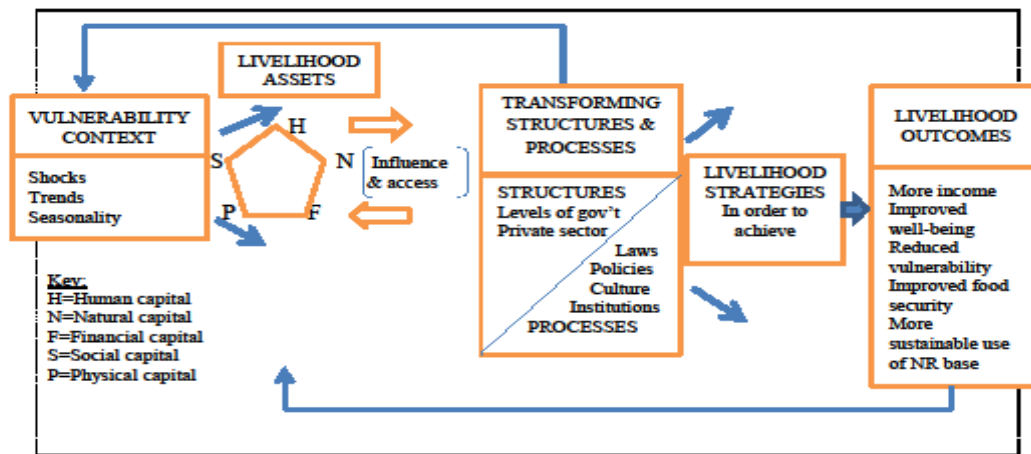 LIVELIHOOD
ASSETS
VULNERABILITY
CONTEXT
Shocks
Trends
Seasonality
H
S
N
P
F
Influence
& access
TRANSFORMING
STRUCTURES &
PROCESSES
STRUCTURES
Levels of gov't
Private sector
Laws
Policies
Culture
Institutions
PROCESSES
LIVELIHOOD
STRATEGIES
In order to
achieve
LIVELIHOOD
OUTCOMES
More income
Improved
well-being
Reduced
vulnerability
Improved food
security
More
sustainable use
of NR base
Key:
H=Human capital
N=Natural capital
F=Financial capital
S=Social capital
P=Physical capital